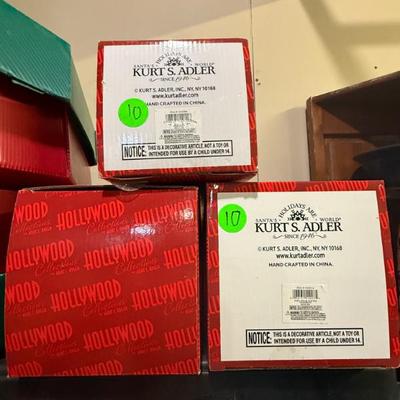 HOLIDAYS ARE
SANTA'S WORLD®
KURT S. ADLER
SINCE 1946
© KURT S. ADLER, INC., NY, NY 10168
www.kurtadler.com
HAND CRAFTED IN CHINA.
10
NOTICE: THIS IS A DECORATIVE ARTICLE, NOT A TOY OR
INTENDED FOR USE BY A CHILD UNDER 14.
HOLLYWOOD
HOLLYWOOD
HOLLYWOOD
HOLLYWOOD
10
HOLIDAYS ARE
SANTA'S WORLD®
KURT S. ADLER
SINCE 1946
© KURT S. ADLER, INC., NY, NY 10168
www.kurtadler.com
HAND CRAFTED IN CHINA.
NOTICE: THIS IS A DECORATIVE ARTICLE, NOT A TOY OR
INTENDED FOR USE BY A CHILD UNDER 14.